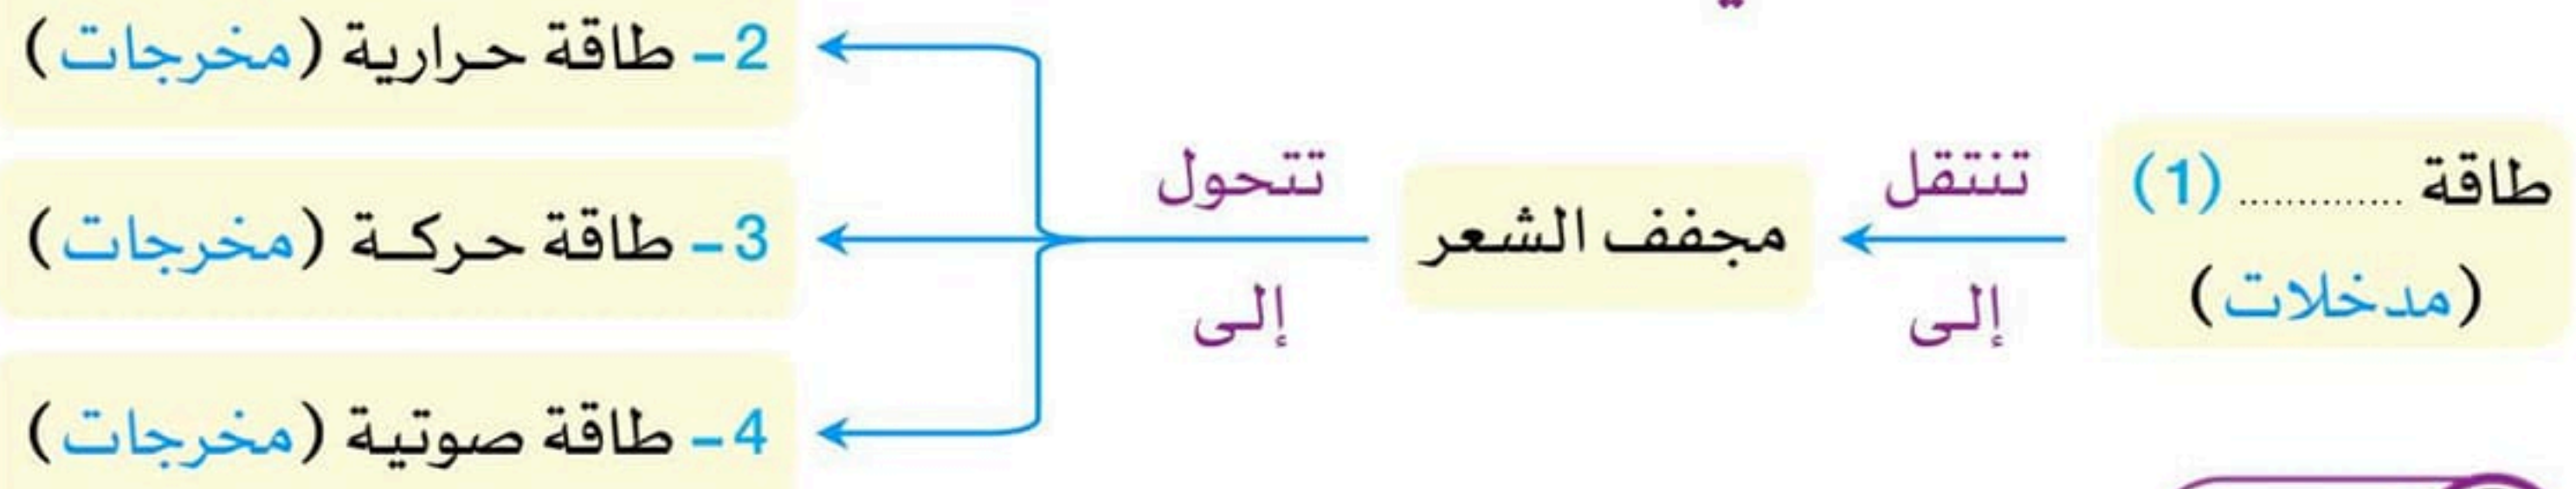 طاقة .............. (1)
(مدخلات)
تنتقل
إلى
مجفف الشعر
تتحول
إلى
2- طاقة حرارية (مخرجات)
3- طاقة حركة (مخرجات)
4- طاقة صوتية (مخرجات)